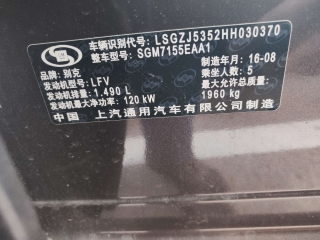 车辆识别代号: LSGZJ5352HH030370
整车型号: SGM7155EAA1
品牌: 别克 制造年月: 16-08
发动机型号: LFV 乘坐人数: 5
发动机排量: 1.490 L 最大允许总质量:
发动机最大净功率: 120 kW 1960 kg
中国 上汽通用汽车有限公司制造